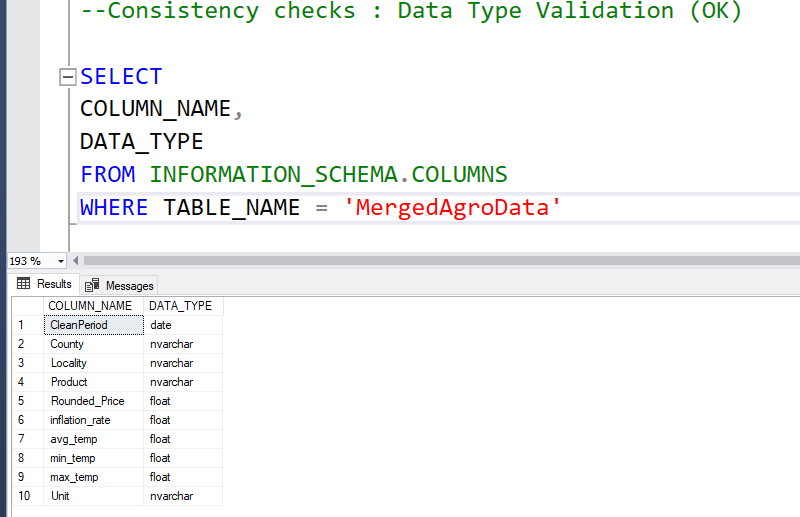 --Consistency checks : Data Type Validation (OK)
SELECT
COLUMN_NAME,
DATA_TYPE
FROM INFORMATION_SCHEMA.COLUMNS
WHERE TABLE_NAME = 'MergedAgroData'
193 %
Results Messages
COLUMN_NAME DATA_TYPE
1 CleanPeriod date
2 County nvarchar
3 Locality nvarchar
4 Product nvarchar
5 Rounded_Price float
6 inflation_rate float
7 avg_temp float
8 min_temp float
9 max_temp float
10 Unit nvarchar